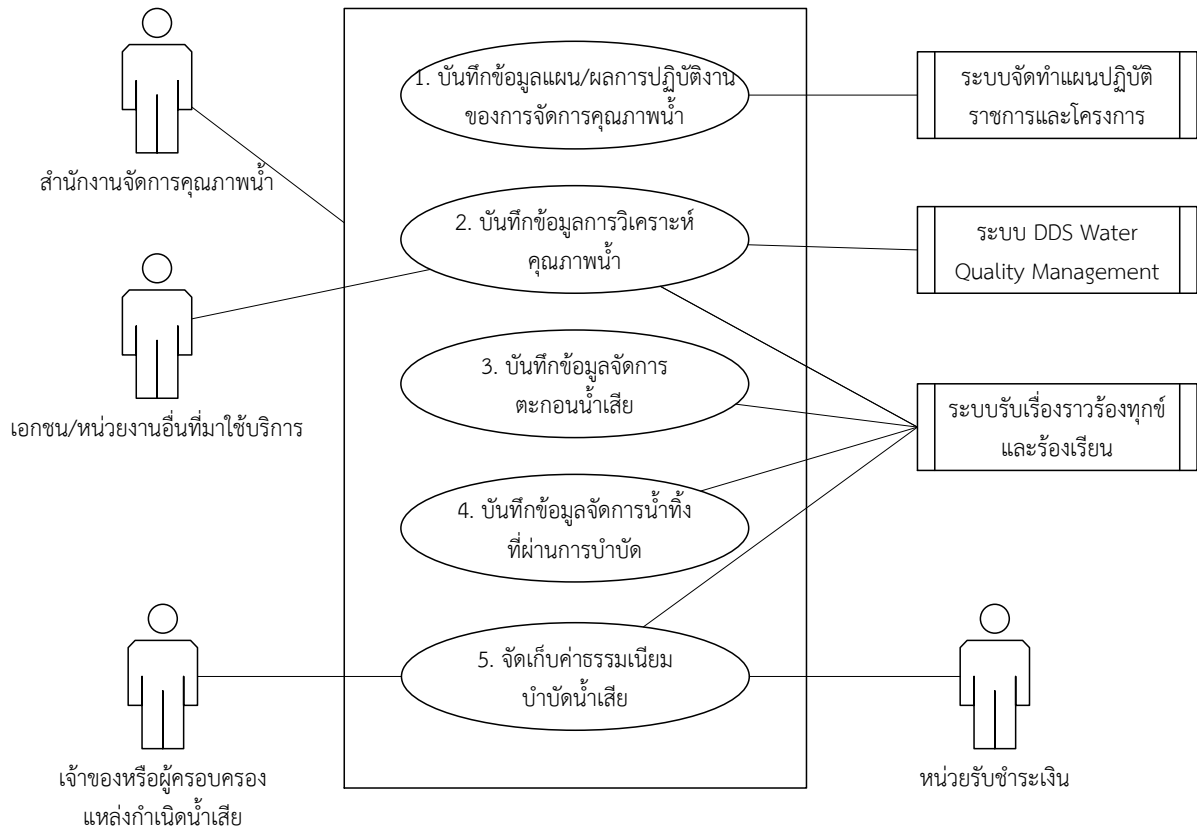 1. บันทึกข้อมูลแผน/ผลการปฏิบัติงาน
ของการจัดการคุณภาพน้ำ
ระบบจัดทำแผนปฏิบัติ
ราชการและโครงการ
สำนักงานจัดการคุณภาพน้ำ
2. บันทึกข้อมูลการวิเคราะห์
คุณภาพน้ำ
ระบบ DDS Water
Quality Management
เอกชน/หน่วยงานอื่นที่มาใช้บริการ
3. บันทึกข้อมูลจัดการ
ตะกอนน้ำเสีย
ระบบรับเรื่องราวร้องทุกข์
และร้องเรียน
4. บันทึกข้อมูลจัดการน้ำทิ้ง
ที่ผ่านการบำบัด
5. จัดเก็บค่าธรรมเนียม
บำบัดน้ำเสีย
เจ้าของหรือผู้ครอบครอง
แหล่งกำเนิดน้ำเสีย
หน่วยรับชำระเงิน